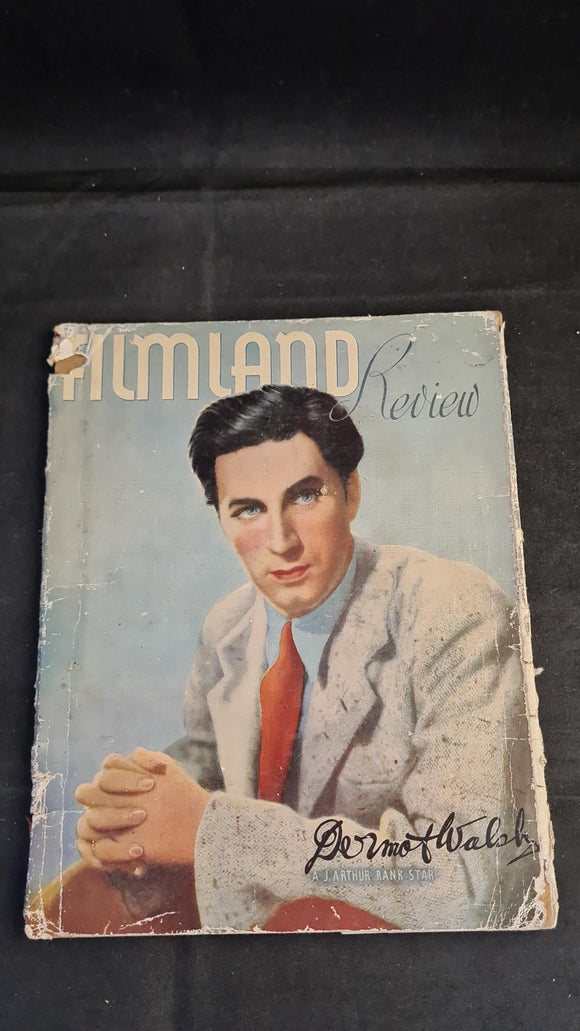 FILMLAND
Review
Dermot Walsh
A J. ARTHUR RANK STAR